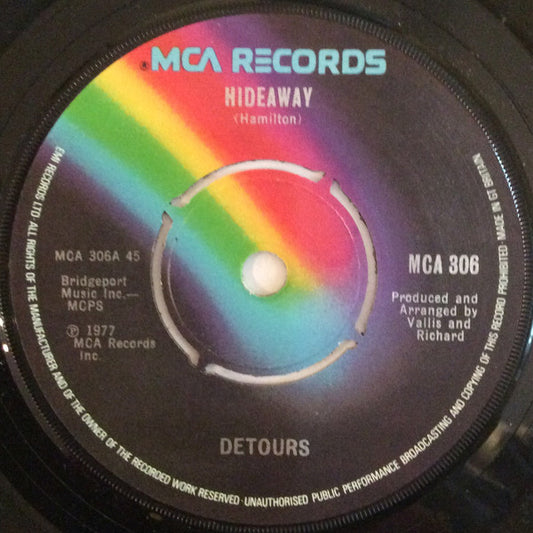 ® MCA RECORDS
HIDEAWAY
(Hamilton)
MCA 306A 45
Bridgeport
Music Inc.—
MCPS
Ⓟ 1977
MCA Records
Inc.
MCA 306
Produced and
Arranged by
Vallis and
Richard
DETOURS
EMI RECORDS LTD · ALL RIGHTS OF THE MANUFACTURER AND OF THE OWNER OF THE RECORDED WORK RESERVED · UNAUTHORISED PUBLIC PERFORMANCE BROADCASTING AND COPYING OF THIS RECORD PROHIBITED · MADE IN GT BRITAIN